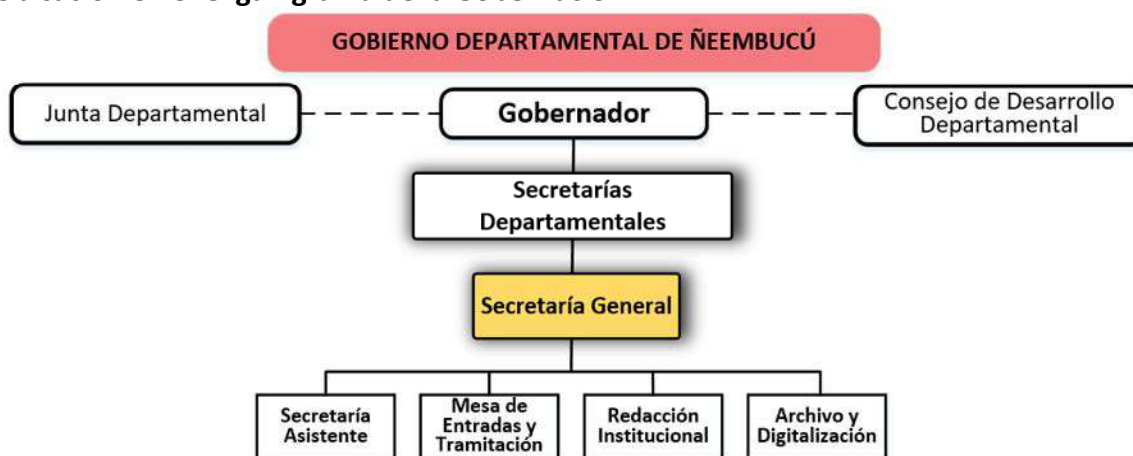 GOBIERNO DEPARTAMENTAL DE ÑEEMBUCÚ
Junta Departamental
Gobernador
Consejo de Desarrollo
Departamental
Secretarías
Departamentales
Secretaría General
Secretaría
Asistente
Mesa de
Entradas y
Tramitación
Redacción
Institucional
Archivo y
Digitalización